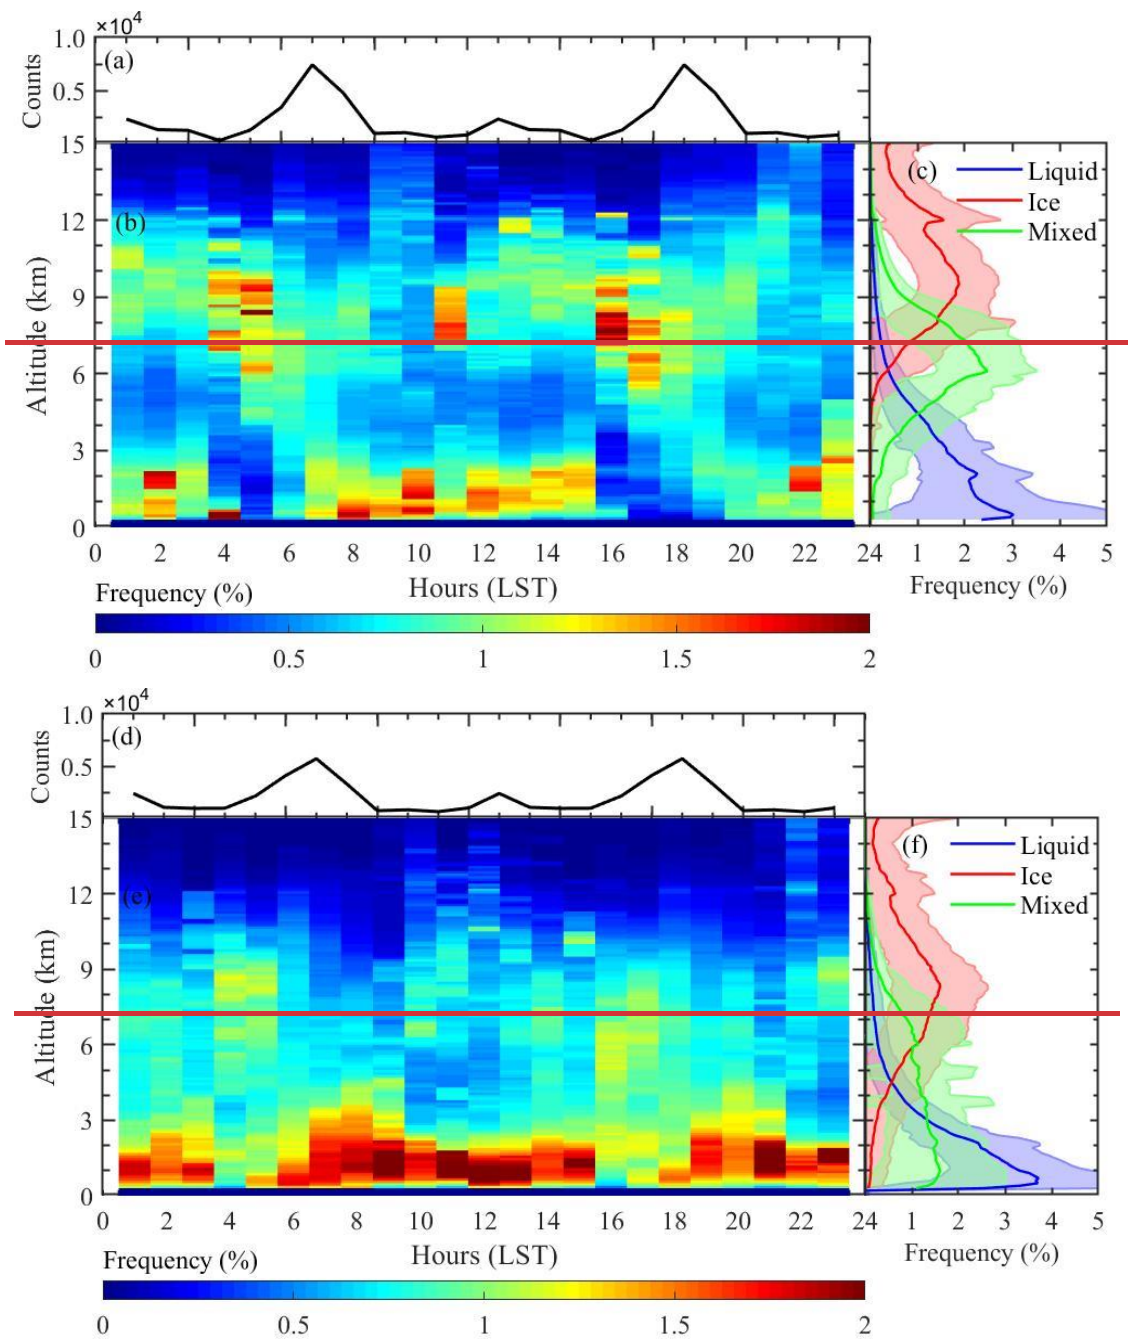 ×10⁴
1.0
(a)
Counts
0.5
15
(c)
Liquid
Ice
Mixed
12
(b)
9
Altitude (km)
6
3
0
0 2 4 6 8 10 12 14 16 18 20 22 24 1 2 3 4 5
Frequency (%) Hours (LST) Frequency (%)
0 0.5 1 1.5 2
×10⁴
1.0
(d)
Counts
0.5
15
(f)
Liquid
Ice
Mixed
12
(e)
9
Altitude (km)
6
3
0
0 2 4 6 8 10 12 14 16 18 20 22 24 1 2 3 4 5
Frequency (%) Hours (LST) Frequency (%)
0 0.5 1 1.5 2